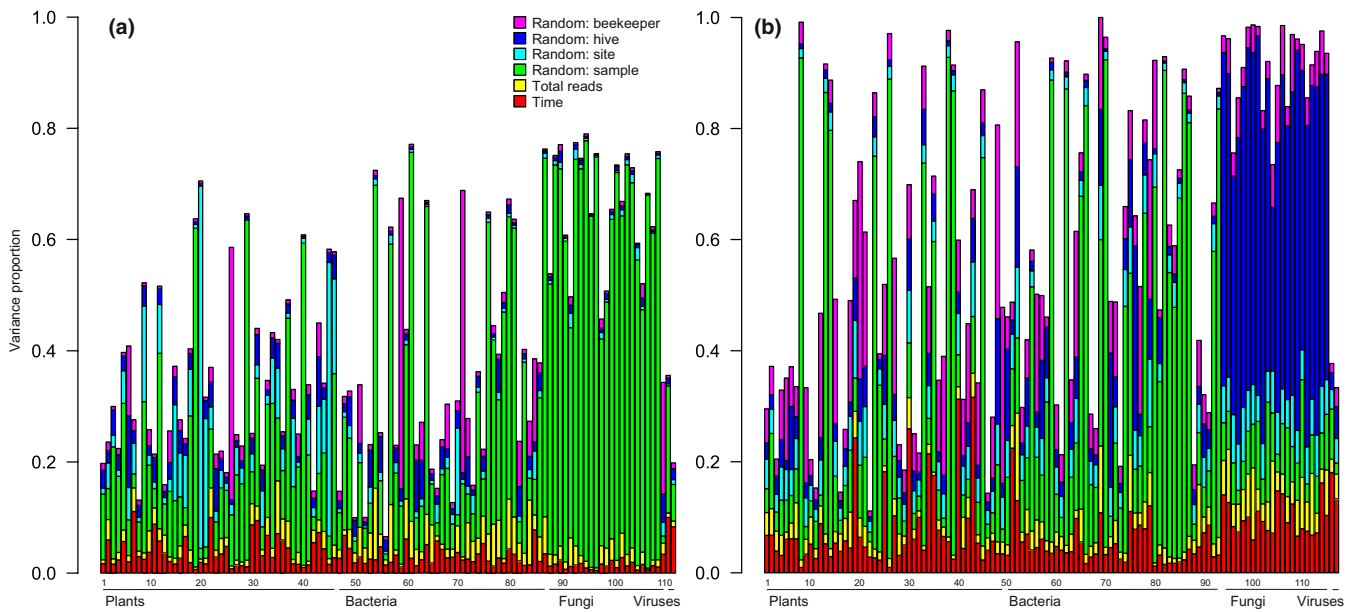 (a)
(b)
Random: beekeeper
Random: hive
Random: site
Random: sample
Total reads
Time
Variance proportion
1.0
0.8
0.6
0.4
0.2
0.0
1 10 20 30 40 50 60 70 80 90 100 110
Plants Bacteria Fungi Viruses
1.0
0.8
0.6
0.4
0.2
0.0
1 10 20 30 40 50 60 70 80 90 100 110
Plants Bacteria Fungi Viruses